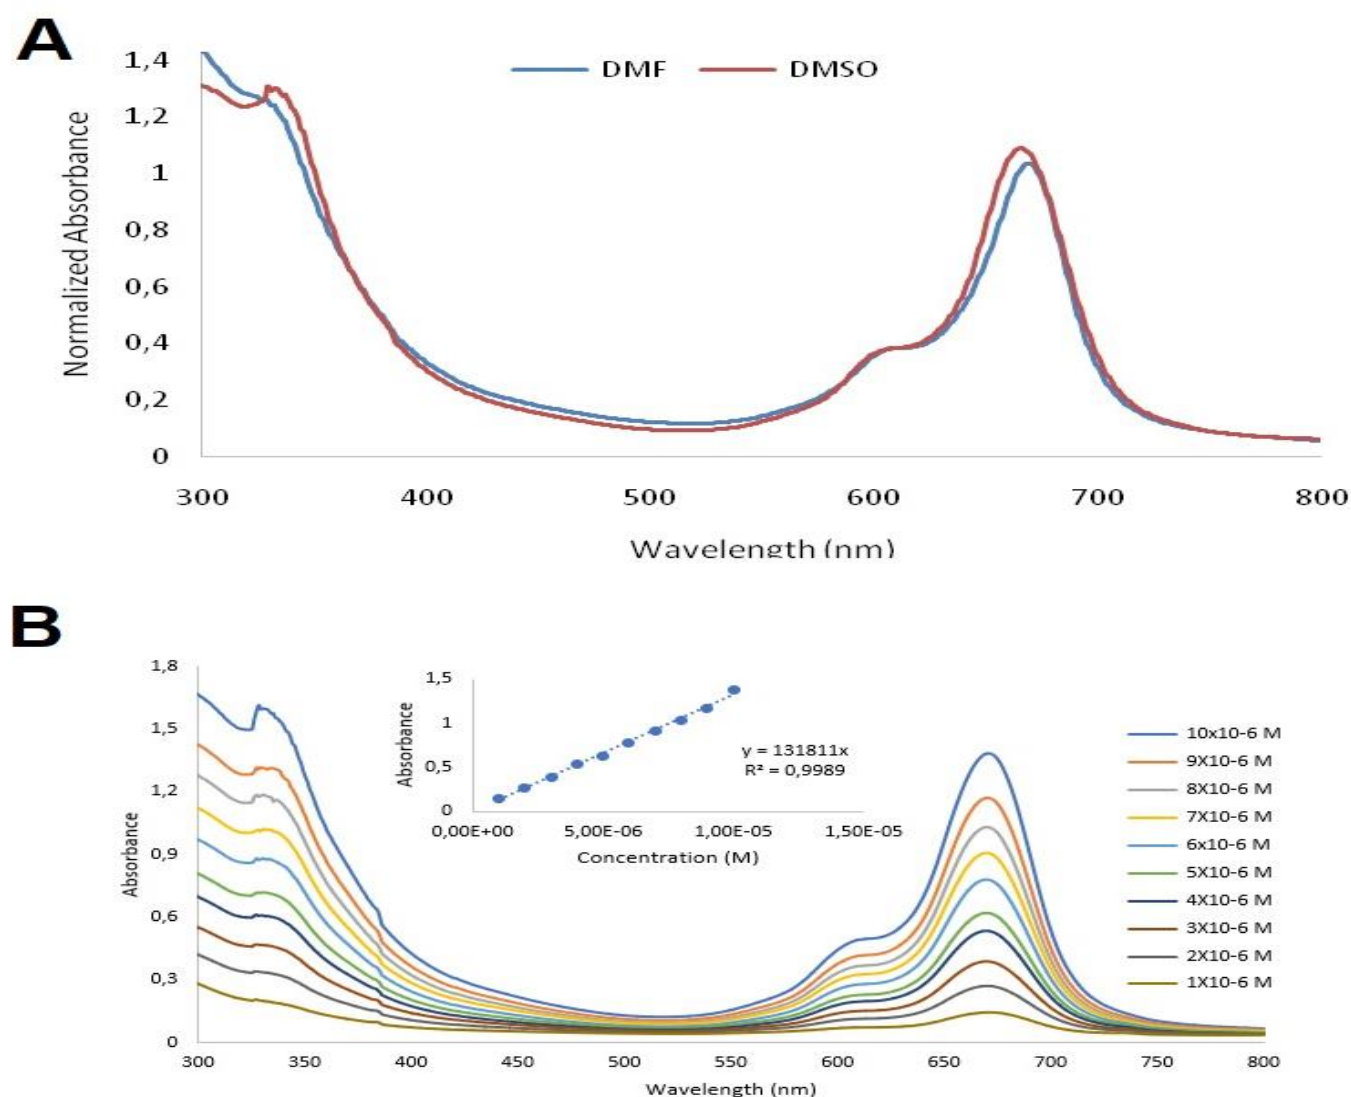 A
DMF
DMSO
Normalized Absorbance
1,4
1,2
1
0,8
0,6
0,4
0,2
0
300 400 500 600 700 800
Wavelength (nm)
B
Absorbance
1,8
1,5
1,2
0,9
0,6
0,3
0
300 350 400 450 500 550 600 650 700 750 800
Wavelength (nm)
Absorbance
1,5
1
0,5
0
0,00E+00 5,00E-06 1,00E-05 1,50E-05
Concentration (M)
y = 131811x
R² = 0,9989
10x10-6 M
9X10-6 M
8X10-6 M
7X10-6 M
6x10-6 M
5X10-6 M
4X10-6 M
3X10-6 M
2X10-6 M
1X10-6 M